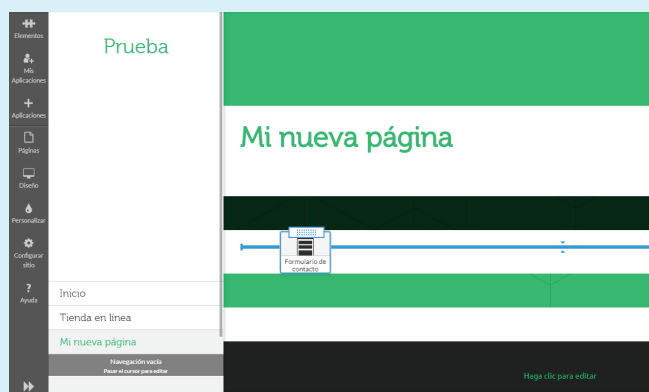 Elementos
Mis
Aplicaciones
Aplicaciones
Páginas
Diseño
Personalizar
Configurar
sitio
?
Ayuda
Prueba
Inicio
Tienda en línea
Mi nueva página
Navegación vacía
Pasar el cursor para editar
Mi nueva página
Formulario de
contacto
Haga clic para editar